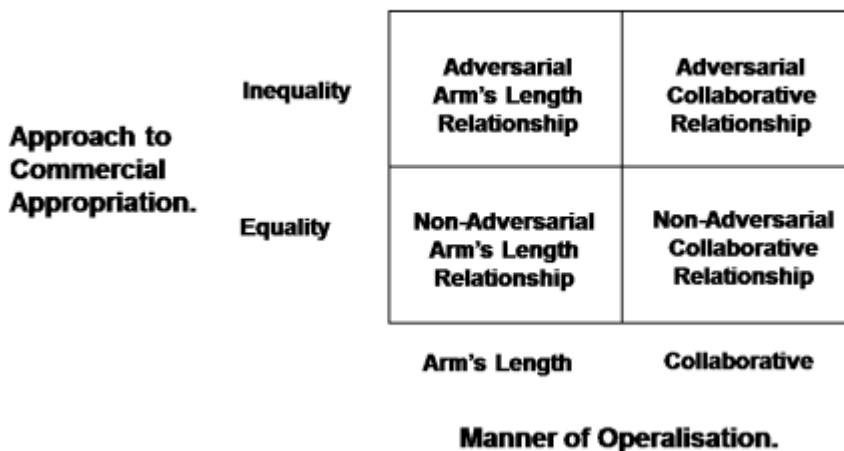 Approach to
Commercial
Appropriation.
Inequality
Adversarial
Arm's Length
Relationship
Adversarial
Collaborative
Relationship
Equality
Non-Adversarial
Arm's Length
Relationship
Non-Adversarial
Collaborative
Relationship
Arm's Length
Collaborative
Manner of Operalisation.